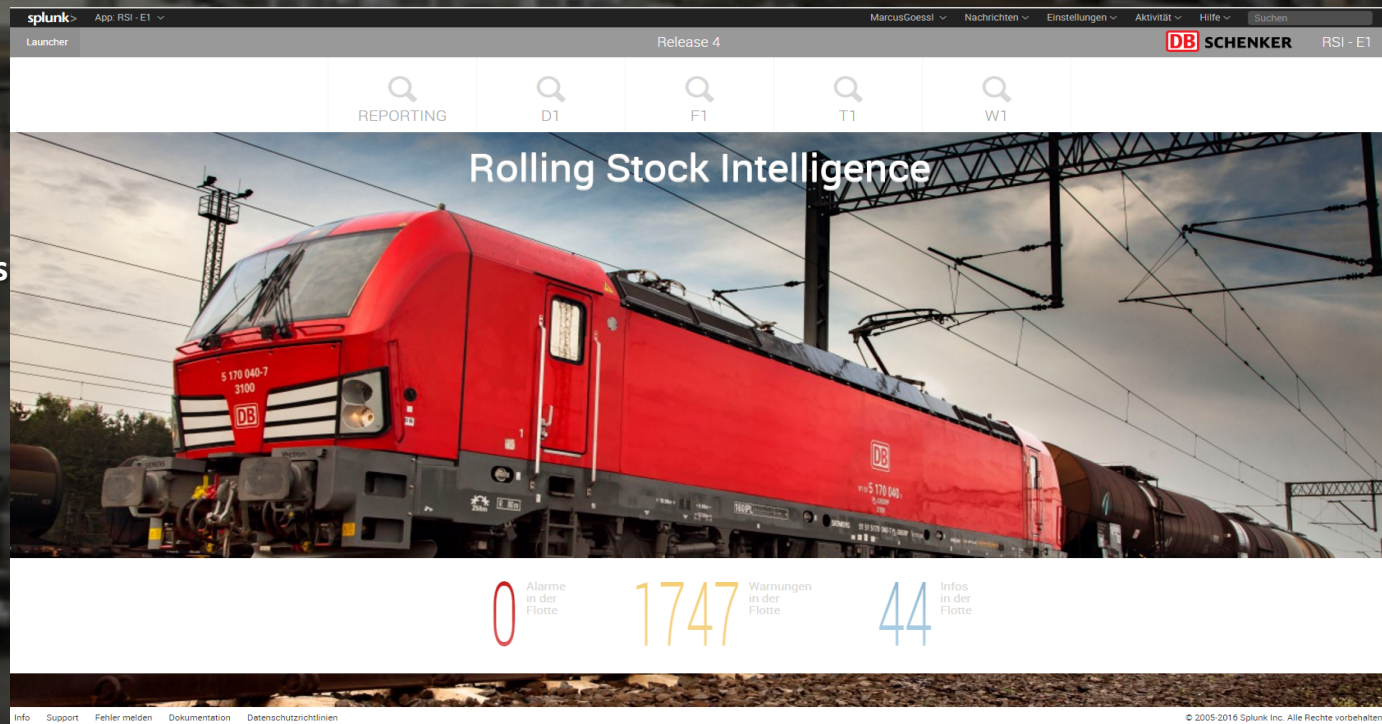 splunk> App: RSI - E1 MarcusGoessl Nachrichten Einstellungen Aktivität Hilfe Suchen
Launcher Release 4 DB SCHENKER RSI - E1
REPORTING D1 F1 T1 W1
Rolling Stock Intelligence
s
5 170 040-7
3100
DB
DB
5 170 040
3100
SIEMENS
Vectron
SIEMENS
0 Alarme
in der
Flotte
1747 Warnungen
in der
Flotte
44 Infos
in der
Flotte
Info Support Fehler melden Dokumentation Datenschutzrichtlinien © 2005-2016 Splunk Inc. Alle Rechte vorbehalten